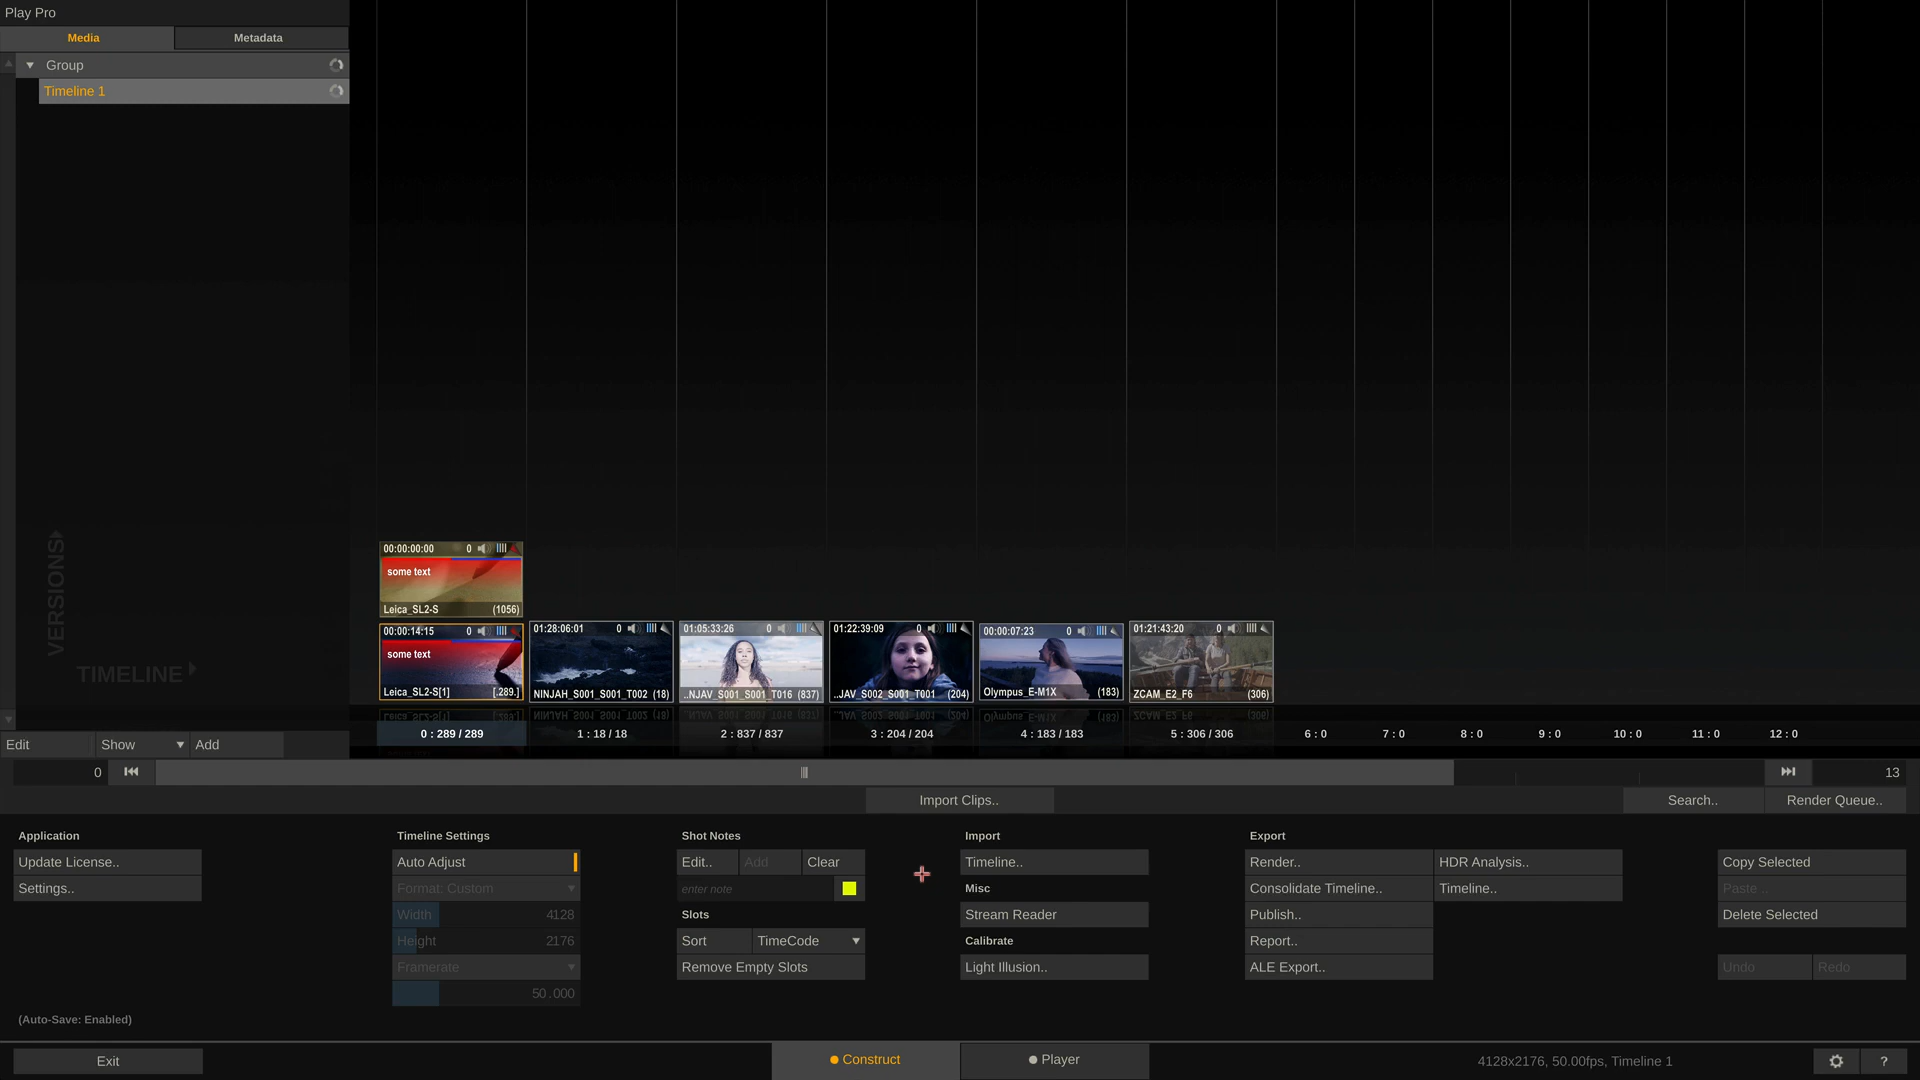 Play Pro
Media
Metadata
Group
Timeline 1
VERSIONS
TIMELINE
00:00:00:00 0
some text
Leica_SL2-S (1056)
00:00:14:15 0
some text
Leica_SL2-S[1] [.289.]
01:28:06:01 0
NINJAH_S001_S001_T002 (18)
01:05:33:26 0
..NJAV_S001_S001_T016 (837)
01:22:39:09 0
..JAV_S002_S001_T001 (204)
00:00:07:23 0
Olympus_E-M1X (183)
01:21:43:20 0
ZCAM_E2_F6 (306)
0 : 289 / 289
1 : 18 / 18
2 : 837 / 837
3 : 204 / 204
4 : 183 / 183
5 : 306 / 306
6 : 0
7 : 0
8 : 0
9 : 0
10 : 0
11 : 0
12 : 0
Edit
Show
Add
0
13
Import Clips..
Search..
Render Queue..
Application
Update License..
Settings..
(Auto-Save: Enabled)
Timeline Settings
Auto Adjust
Format: Custom
Width 4128
Height 2176
Framerate
50.000
Shot Notes
Edit..
Add
Clear
enter note
Slots
Sort
TimeCode
Remove Empty Slots
Import
Timeline..
Misc
Stream Reader
Calibrate
Light Illusion..
Export
Render..
HDR Analysis..
Consolidate Timeline..
Timeline..
Publish..
Report..
ALE Export..
Copy Selected
Paste ..
Delete Selected
Undo
Redo
Exit
Construct
Player
4128x2176, 50.00fps, Timeline 1
?